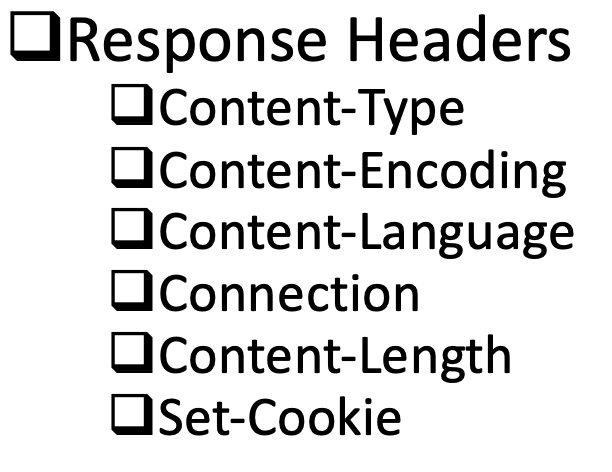 ❑Response Headers
❑Content-Type
❑Content-Encoding
❑Content-Language
❑Connection
❑Content-Length
❑Set-Cookie